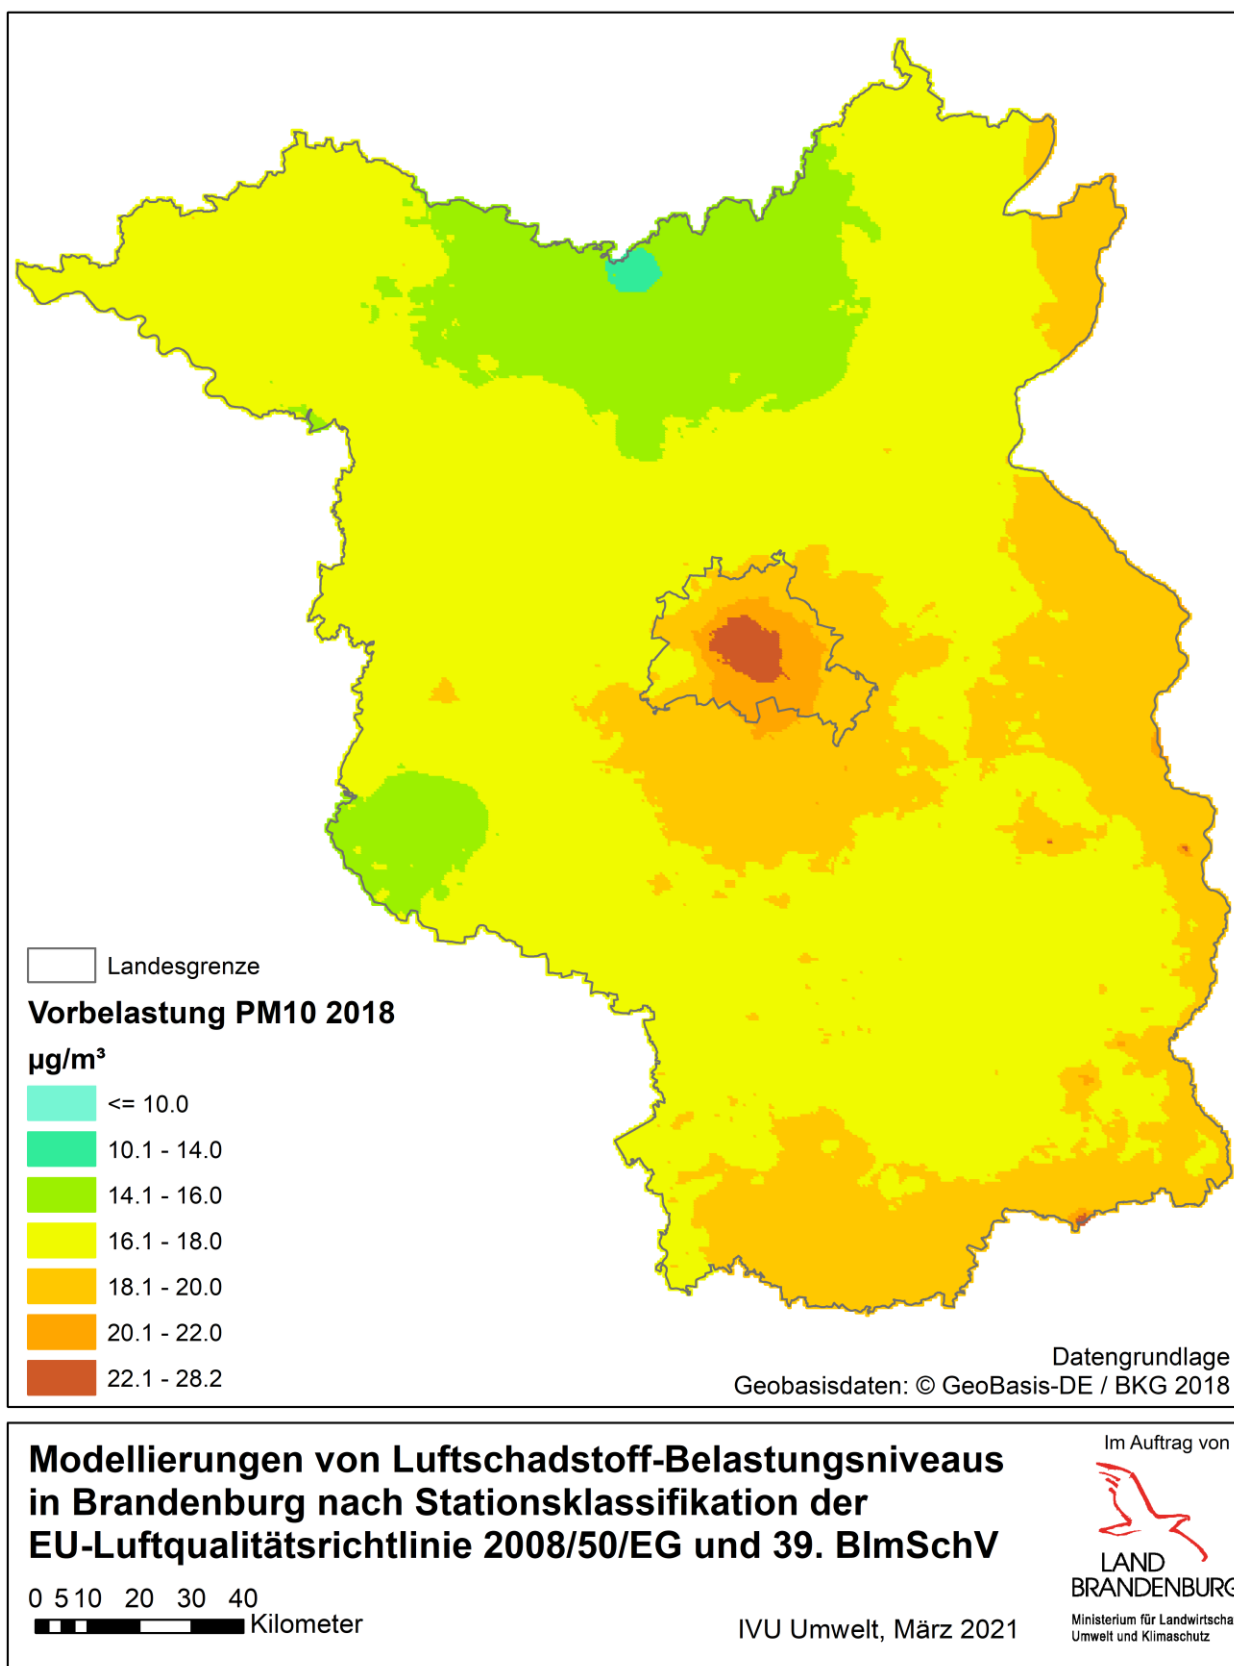 Landesgrenze
Vorbelastung PM10 2018
µg/m³
<= 10.0
10.1 - 14.0
14.1 - 16.0
16.1 - 18.0
18.1 - 20.0
20.1 - 22.0
22.1 - 28.2
Datengrundlage
Geobasisdaten: © GeoBasis-DE / BKG 2018
Modellierungen von Luftschadstoff-Belastungsniveaus
in Brandenburg nach Stationsklassifikation der
EU-Luftqualitätsrichtlinie 2008/50/EG und 39. BImSchV
0 5 10 20 30 40
Kilometer
IVU Umwelt, März 2021
Im Auftrag von
LAND
BRANDENBURG
Ministerium für Landwirtscha
Umwelt und Klimaschutz